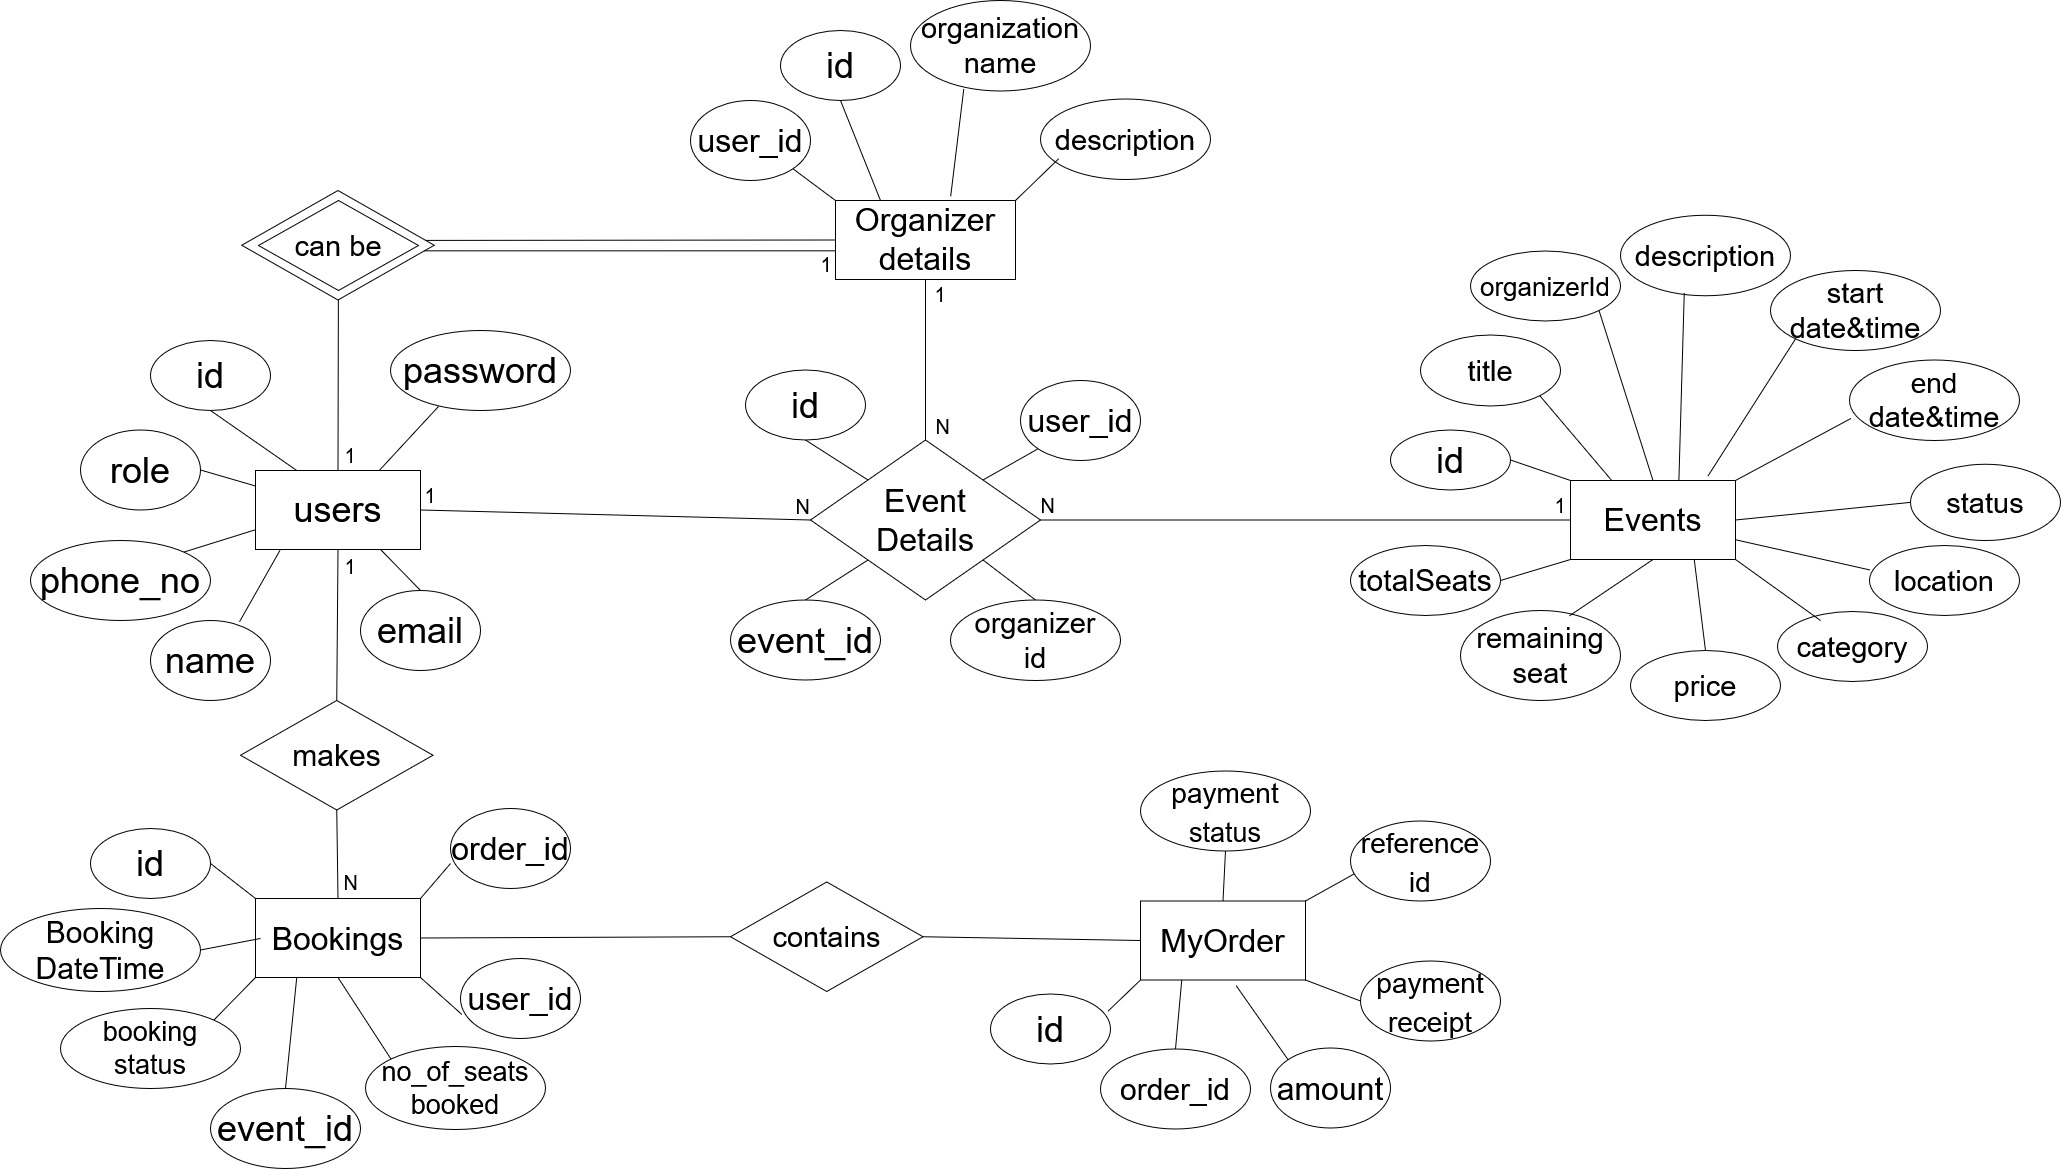 organization
name
id
user_id
description
Organizer
details
can be
1
1
description
organizerId
start
date&time
title
end
date&time
id
status
Events
1
totalSeats
location
remaining
seat
category
price
id
password
role
1
users
1
phone_no
1
name
email
id
user_id
N
N
N
Event
Details
event_id
organizer
id
makes
N
id
order_id
Booking
DateTime
Bookings
user_id
booking
status
no_of_seats
booked
event_id
contains
payment
status
reference
id
MyOrder
payment
receipt
id
order_id
amount